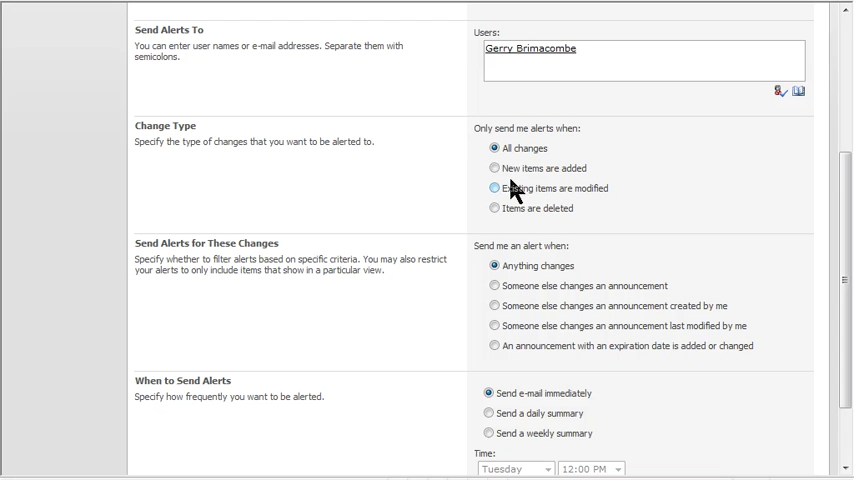 Send Alerts To
You can enter user names or e-mail addresses. Separate them with
semicolons.
Users:
Gerry Brimacombe
Change Type
Specify the type of changes that you want to be alerted to.
Only send me alerts when:
All changes
New items are added
Existing items are modified
Items are deleted
Send Alerts for These Changes
Specify whether to filter alerts based on specific criteria. You may also restrict
your alerts to only include items that show in a particular view.
Send me an alert when:
Anything changes
Someone else changes an announcement
Someone else changes an announcement created by me
Someone else changes an announcement last modified by me
An announcement with an expiration date is added or changed
When to Send Alerts
Specify how frequently you want to be alerted.
Send e-mail immediately
Send a daily summary
Send a weekly summary
Time:
Tuesday
12:00 PM